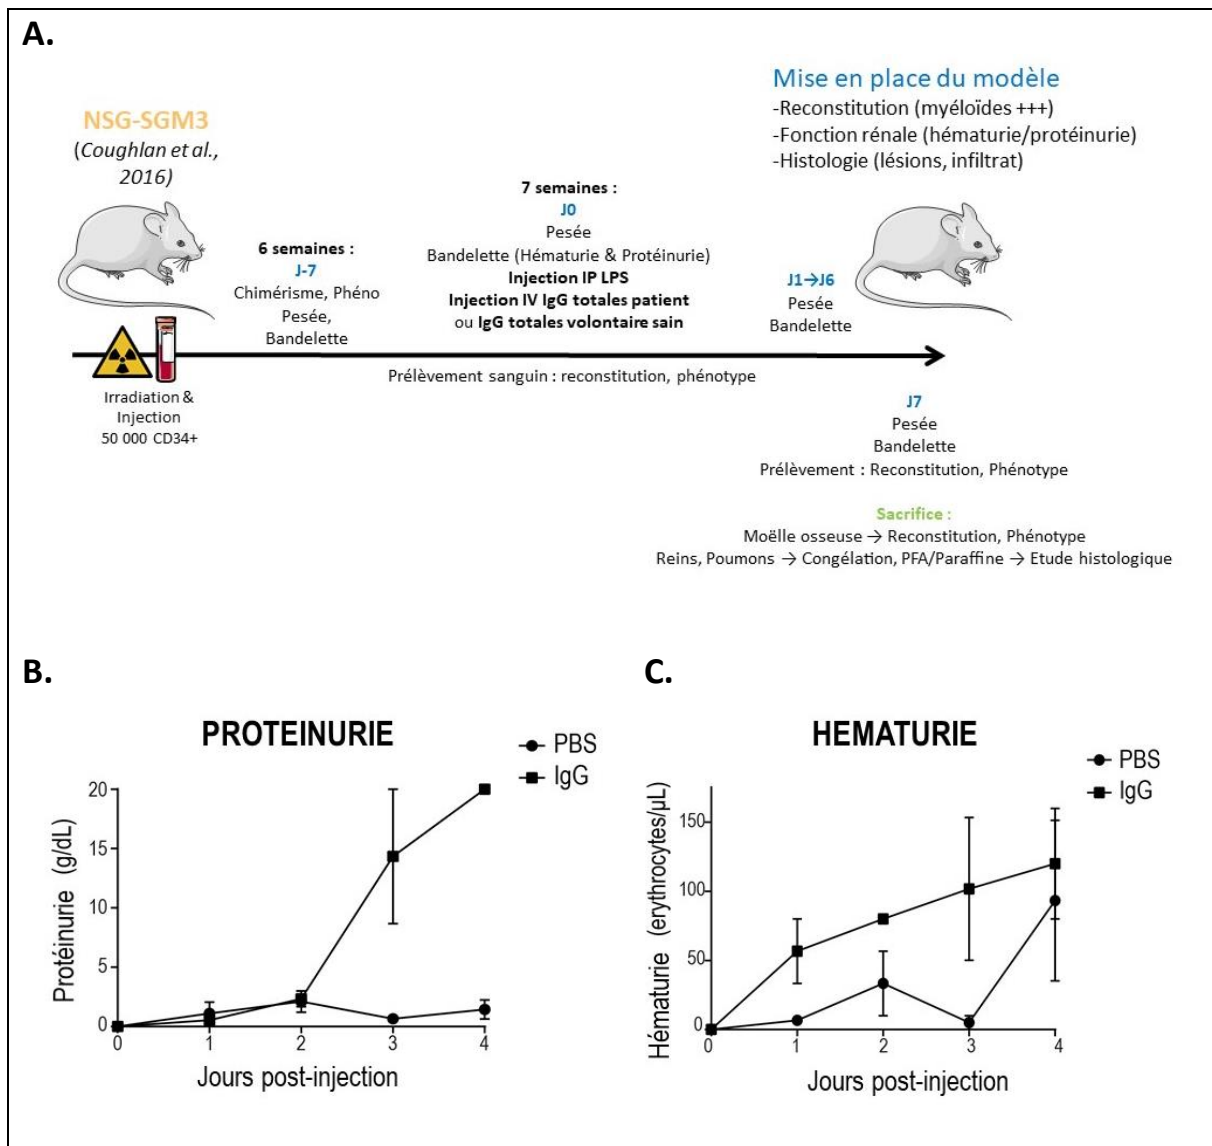 A.
Mise en place du modèle
-Reconstitution (myéloïdes +++)
-Fonction rénale (hématurie/protéinurie)
-Histologie (lésions, infiltrat)
NSG-SGM3
(Coughlan et al.,
2016)
6 semaines :
J-7
Chimérisme, Phéno
Pesée,
Bandelette
7 semaines :
J0
Pesée
Bandelette (Hématurie & Protéinurie)
Injection IP LPS
Injection IV IgG totales patient
ou IgG totales volontaire sain
J1→J6
Pesée
Bandelette
Irradiation &
Injection
50 000 CD34+
Prélèvement sanguin : reconstitution, phénotype
J7
Pesée
Bandelette
Prélèvement : Reconstitution, Phénotype
Sacrifice :
Moëlle osseuse → Reconstitution, Phénotype
Reins, Poumons → Congélation, PFA/Paraffine → Etude histologique
B.
PROTEINURIE
PBS
IgG
Protéinurie (g/dL)
20
15
10
5
0
0 1 2 3 4
Jours post-injection
C.
HEMATURIE
PBS
IgG
Hématurie (erythrocytes/µL)
150
100
50
0
0 1 2 3 4
Jours post-injection